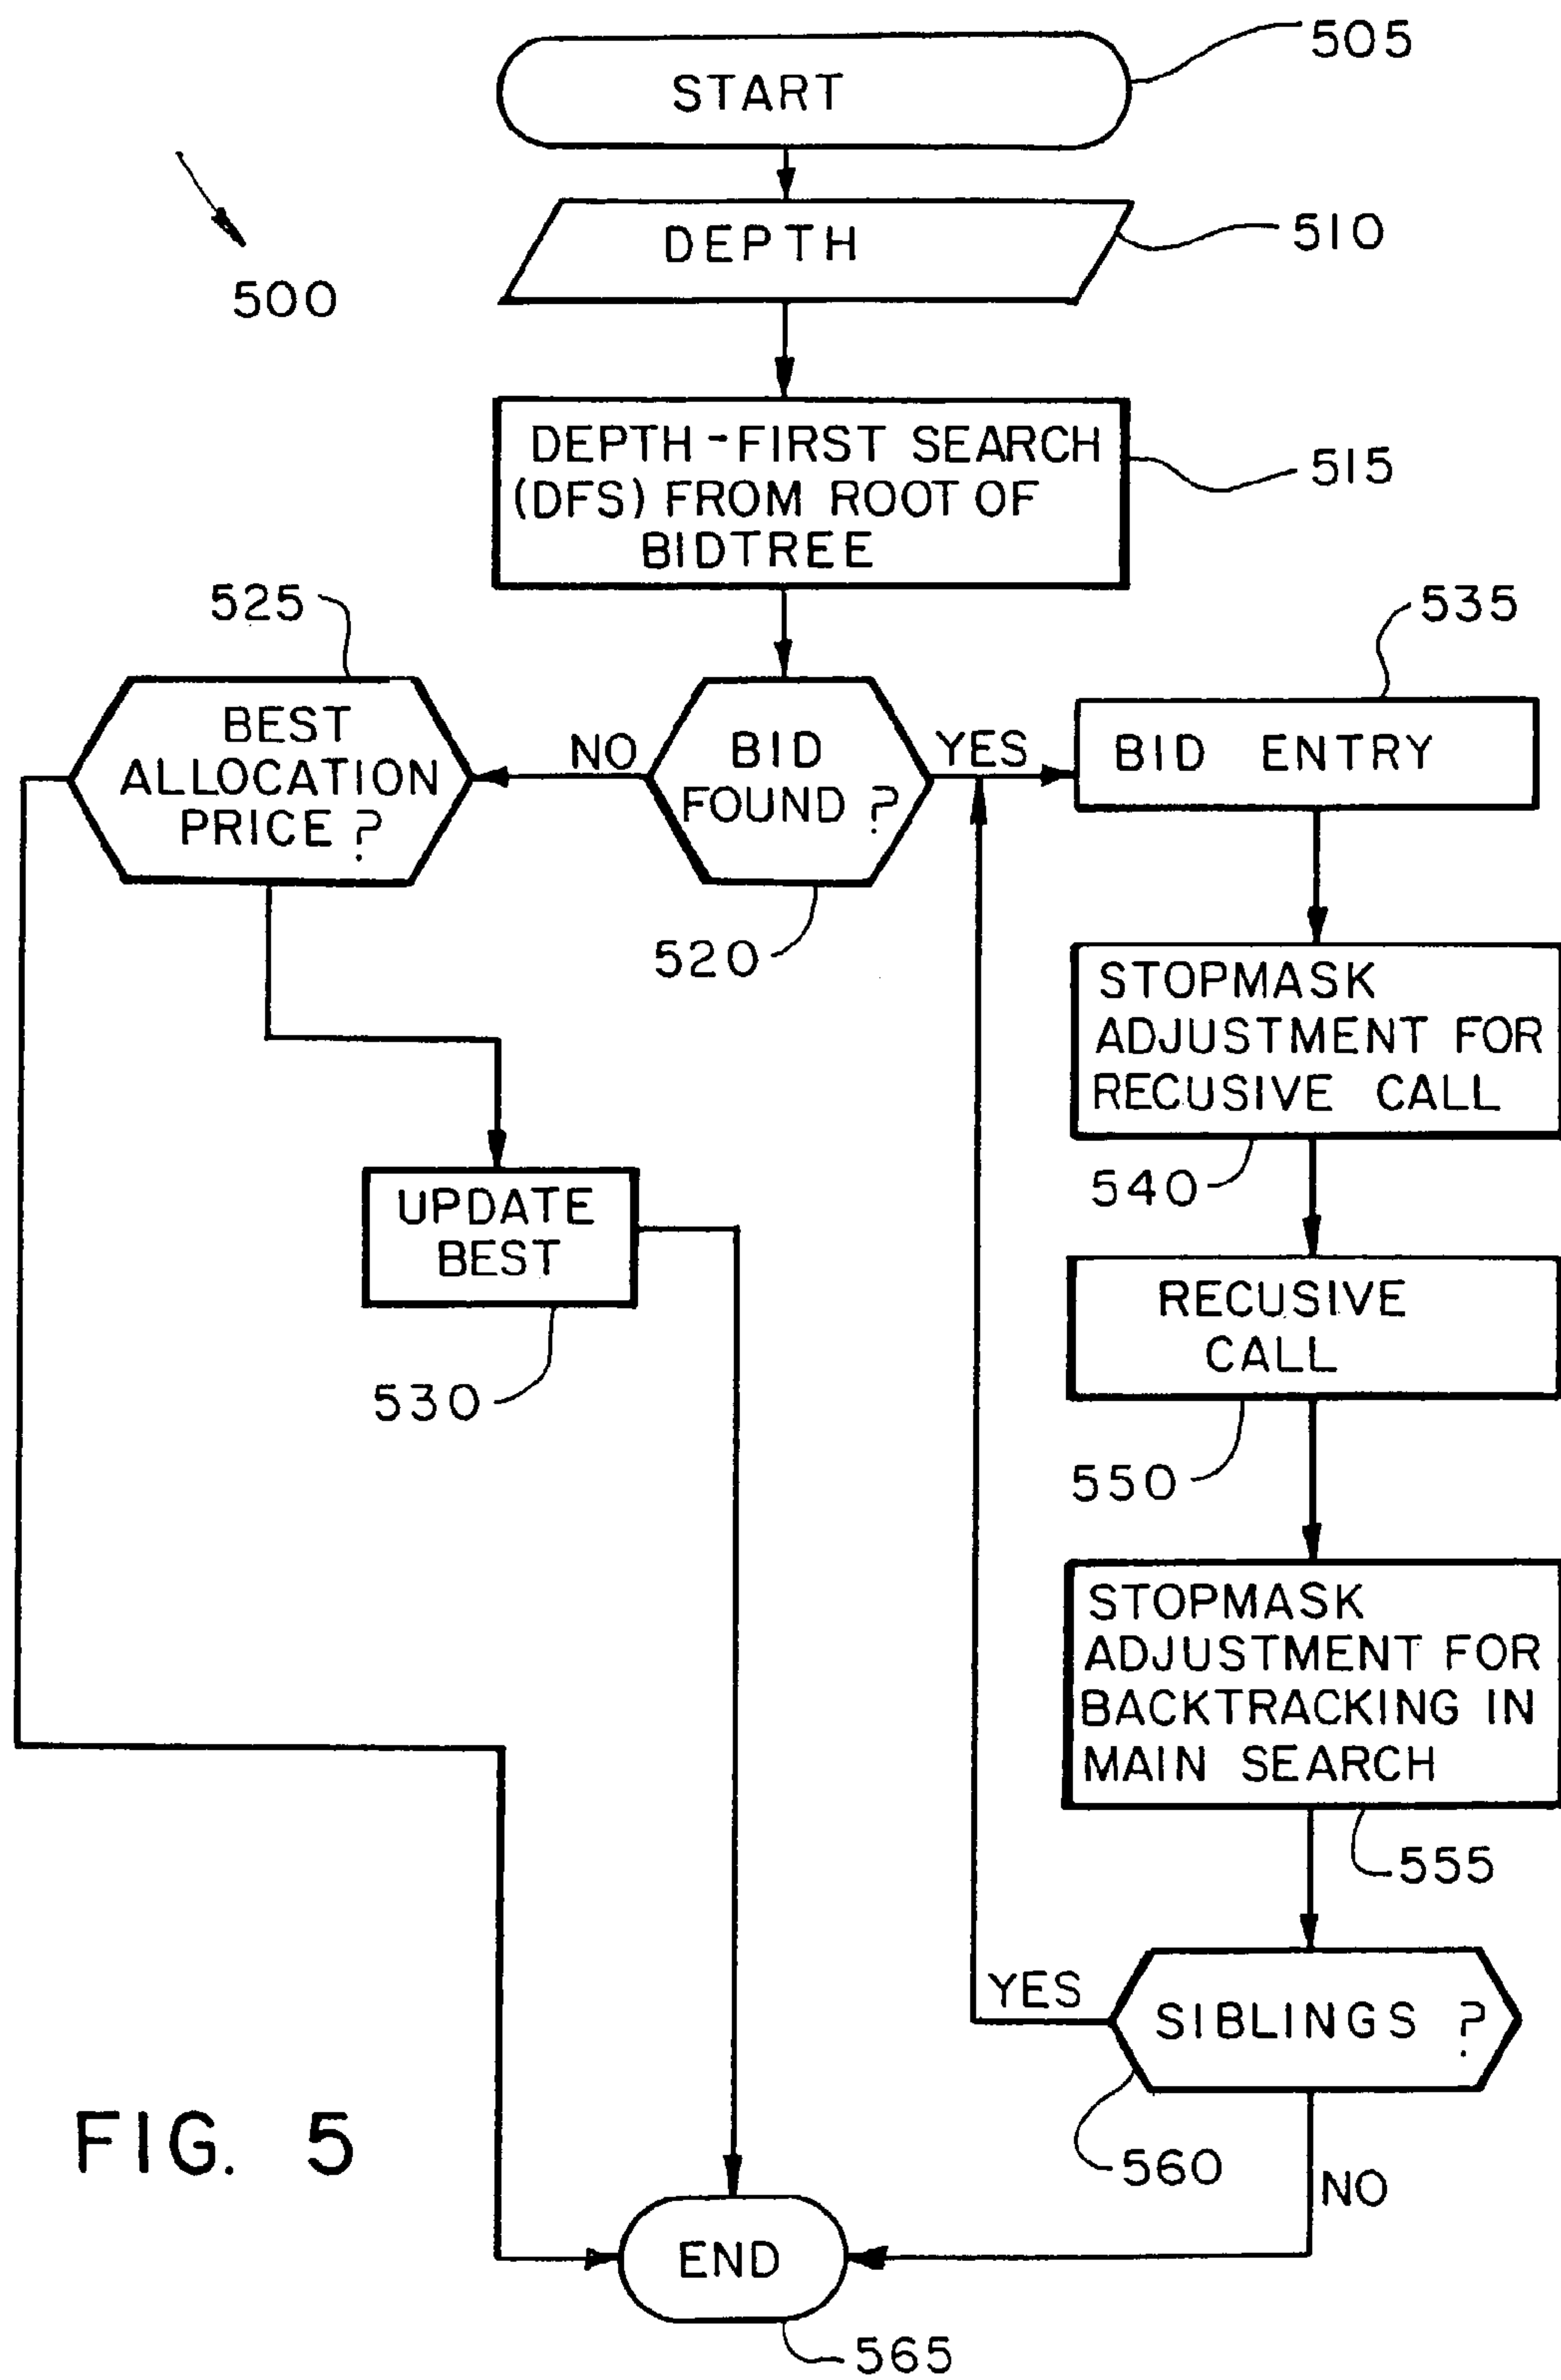 505
START
510
DEPTH
500
DEPTH-FIRST SEARCH
(DFS) FROM ROOT OF
BIDTREE
515
525
BEST
ALLOCATION
PRICE?
NO
BID
FOUND?
520
YES
535
BID ENTRY
STOPMASK
ADJUSTMENT FOR
RECUSIVE CALL
540
UPDATE
BEST
530
RECUSIVE
CALL
550
STOPMASK
ADJUSTMENT FOR
BACKTRACKING IN
MAIN SEARCH
555
YES
SIBLINGS?
560
NO
FIG. 5
END
565